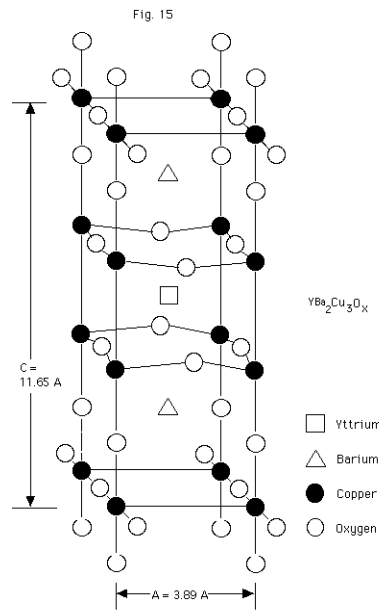 Fig. 15
YBa₂Cu₃Oₓ
C =
11.65 A
Yttrium
Barium
Copper
Oxygen
A = 3.89 A